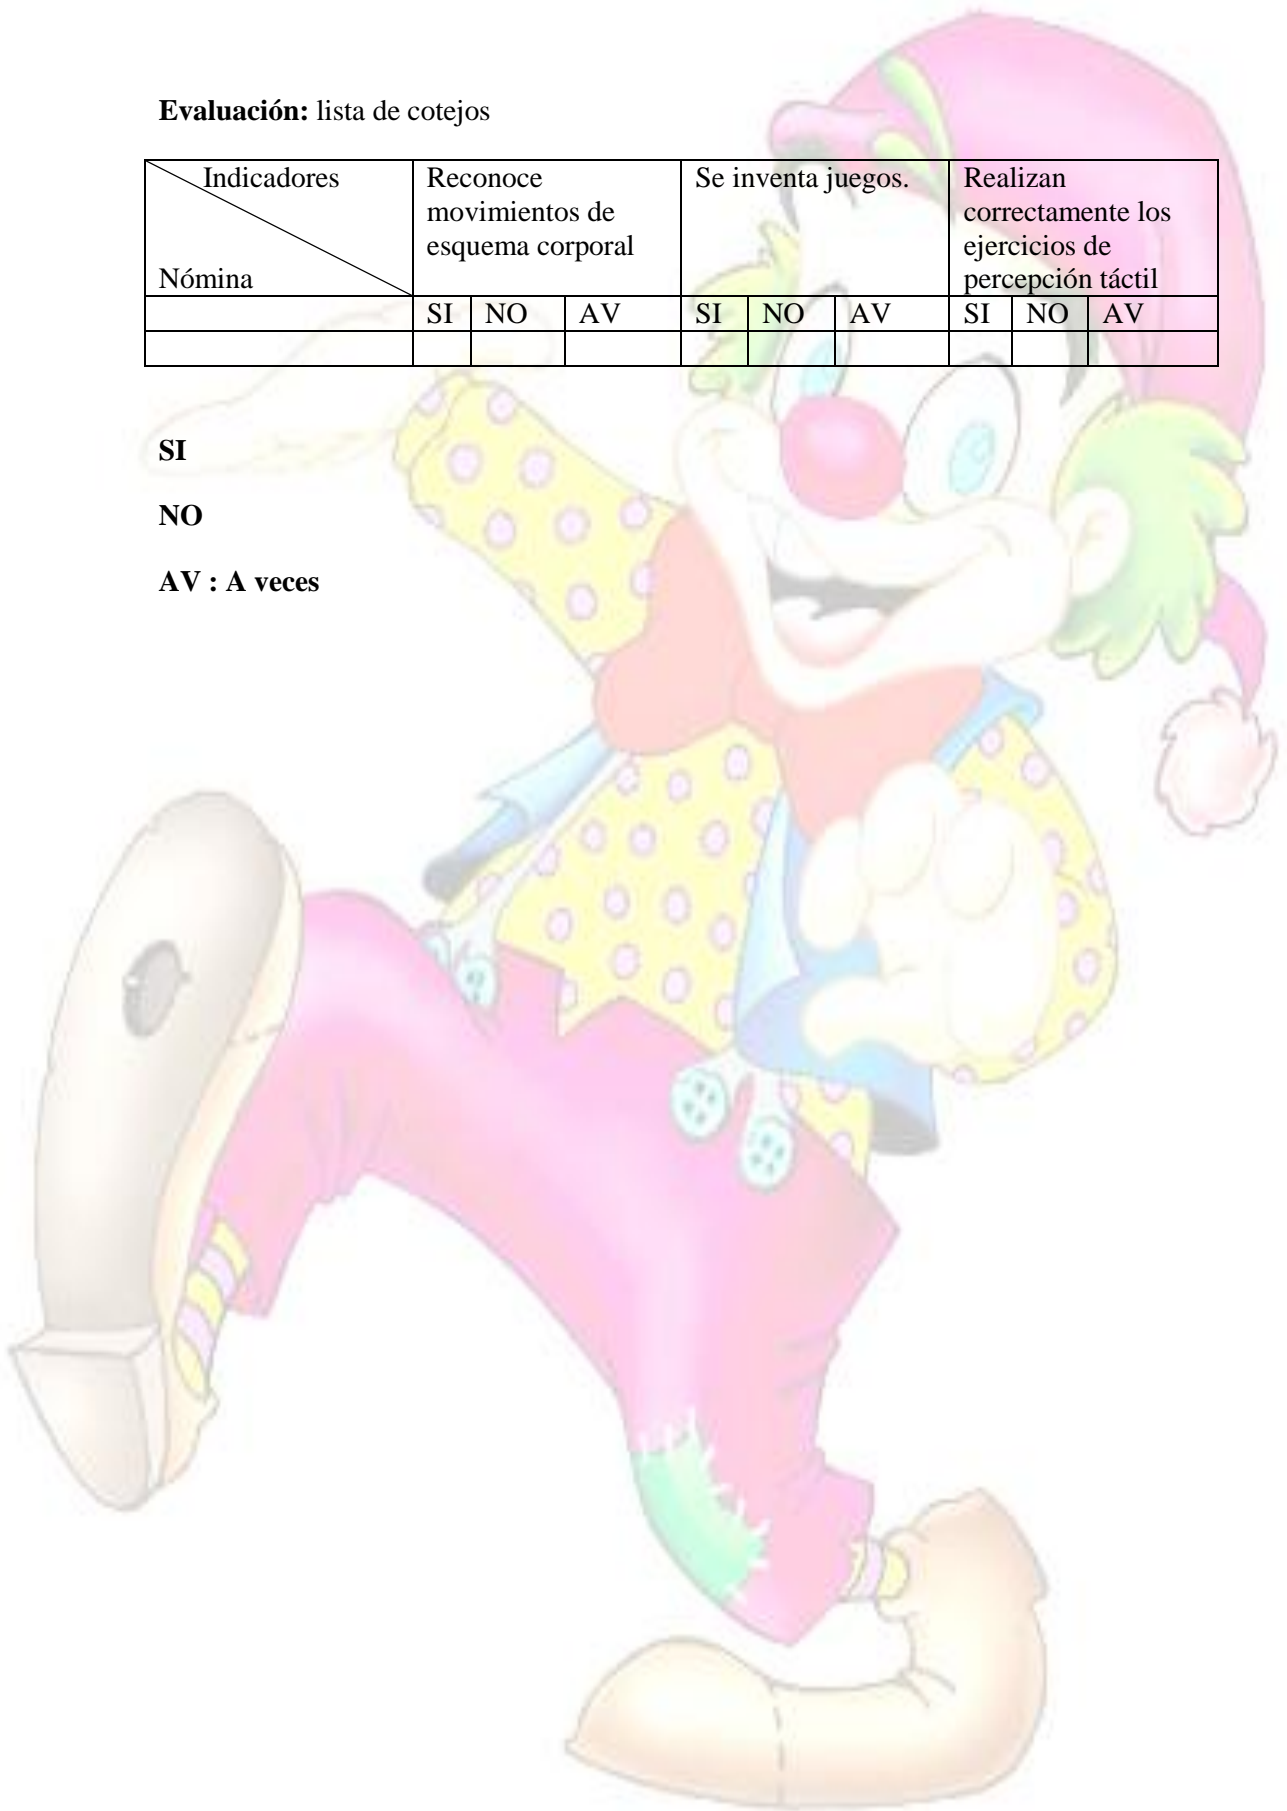 Evaluación: lista de cotejos
Indicadores
Nómina
Reconoce
movimientos de
esquema corporal
Se inventa juegos.
Realizan
correctamente los
ejercicios de
percepción táctil
SI NO AV SI NO AV SI NO AV
SI
NO
AV : A veces